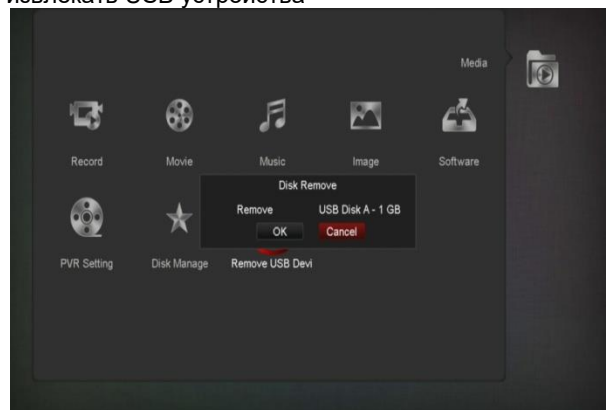 извлекать USB устройства
Media
Record Movie Music Image Software
Disk Remove
Remove USB Disk A - 1 GB
OK Cancel
PVR Setting Disk Manage Remove USB Devi